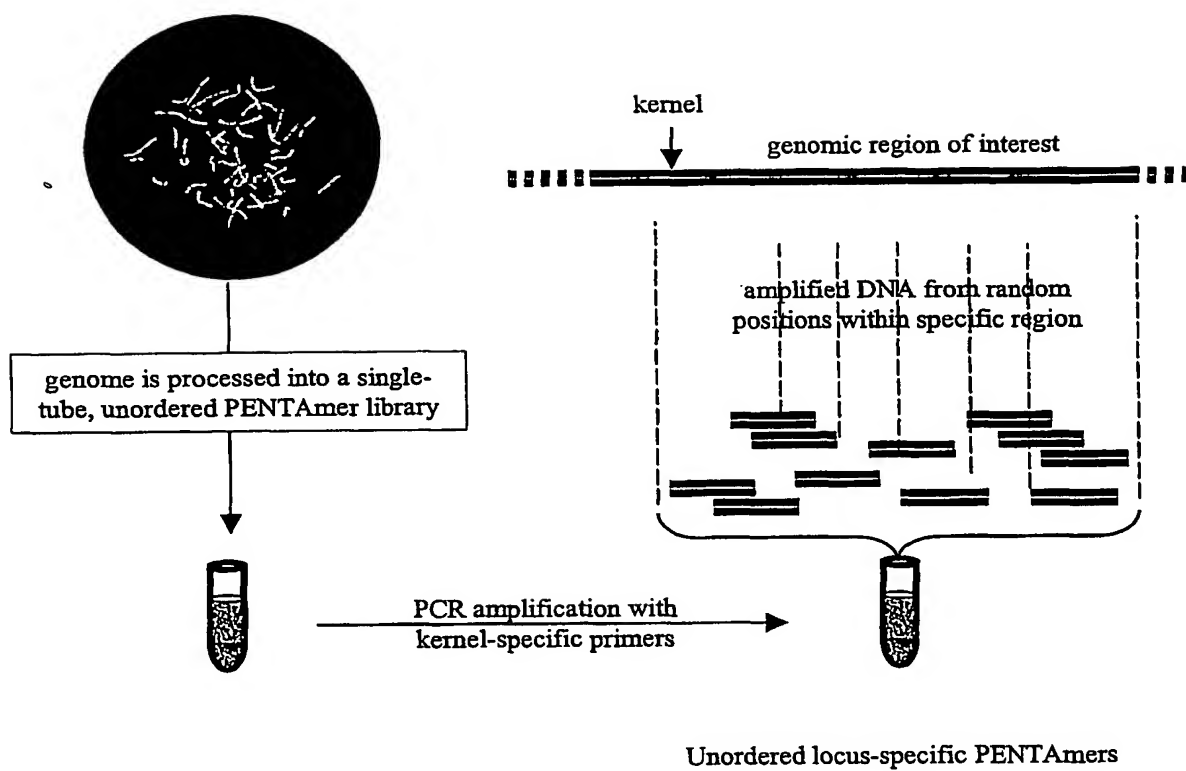 kernel
genomic region of interest
amplified DNA from random
positions within specific region
genome is processed into a single-
tube, unordered PENTAmer library
PCR amplification with
kernel-specific primers
Unordered locus-specific PENTAmers